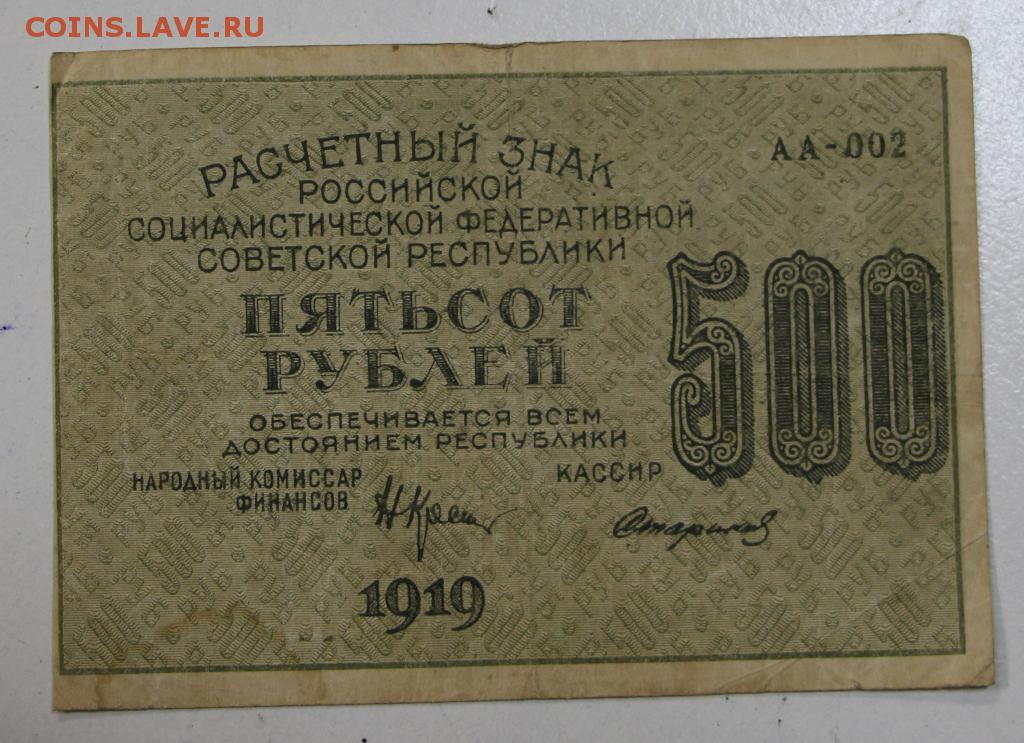 COINS.LAVE.RU
РАСЧЕТНЫЙ ЗНАК
АА-002
РОССИЙСКОЙ
СОЦИАЛИСТИЧЕСКОЙ ФЕДЕРАТИВНОЙ
СОВЕТСКОЙ РЕСПУБЛИКИ
500
ПЯТЬСОТ
РУБЛЕЙ
ОБЕСПЕЧИВАЕТСЯ ВСЕМ
ДОСТОЯНИЕМ РЕСПУБЛИКИ
НАРОДНЫЙ КОМИССАР
ФИНАНСОВ
КАССИР
1919